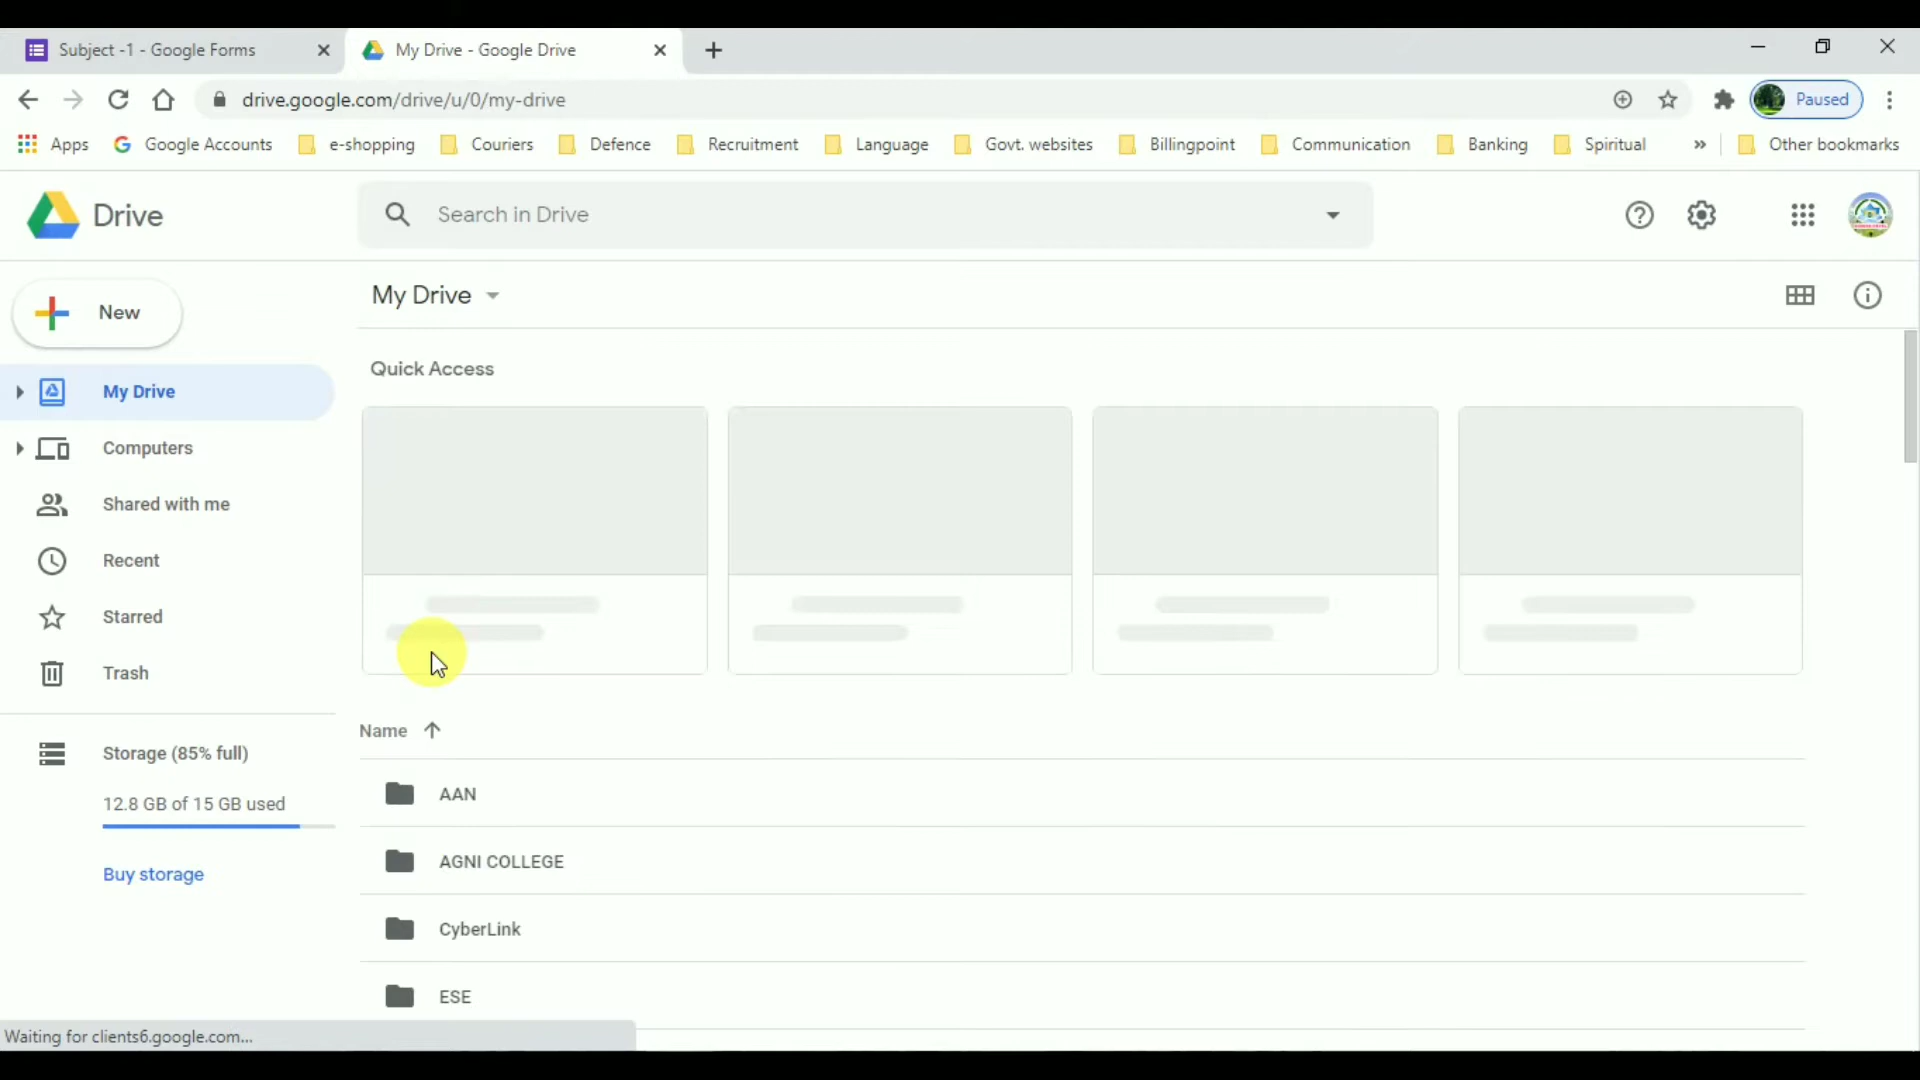 Subject -1 - Google Forms
My Drive - Google Drive
drive.google.com/drive/u/0/my-drive
Paused
Apps
Google Accounts
e-shopping
Couriers
Defence
Recruitment
Language
Govt. websites
Billingpoint
Communication
Banking
Spiritual
»
Other bookmarks
Drive
Search in Drive
New
My Drive
My Drive
Computers
Shared with me
Recent
Starred
Trash
Storage (85% full)
12.8 GB of 15 GB used
Buy storage
Quick Access
Name
AAN
AGNI COLLEGE
CyberLink
ESE
Waiting for clients6.google.com...